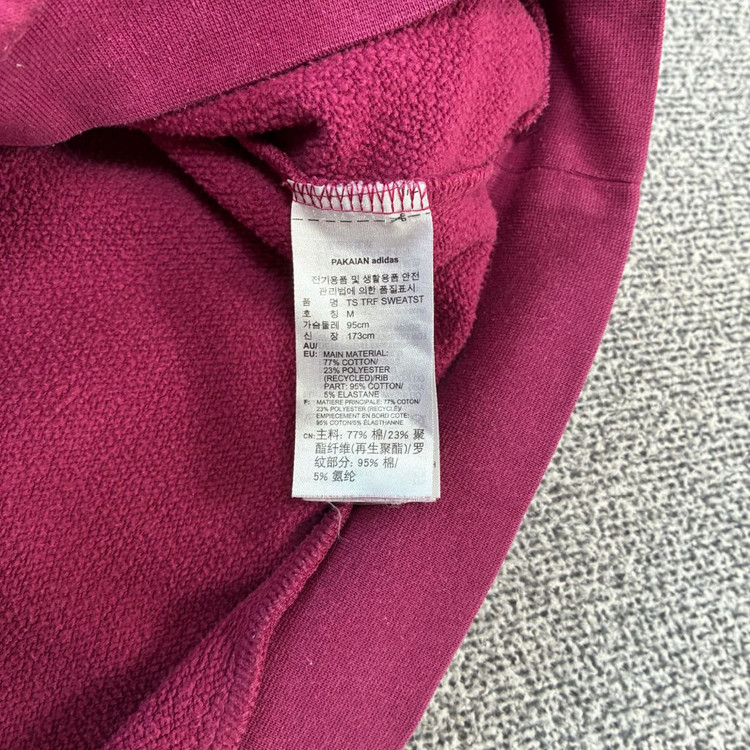 PAKAIAN adidas
전기용품 및 생활용품 안전
관리법에 의한 품질표시
품 명 TS TRF SWEATST
호 칭 M
가슴둘레 95cm
신 장 173cm
AU/
EU: MAIN MATERIAL:
77% COTTON/
23% POLYESTER
(RECYCLED)/RIB
PART: 95% COTTON/
5% ELASTANE
F: MATIERE PRINCIPALE: 77% COTON/
23% POLYESTER (RECYCLÉ)/
EMPIECEMENT EN BORD COTE:
95% COTON/5% ÉLASTHANNE
CN: 主料: 77% 棉/23% 聚
酯纤维(再生聚酯)/罗
纹部分: 95% 棉/
5% 氨纶